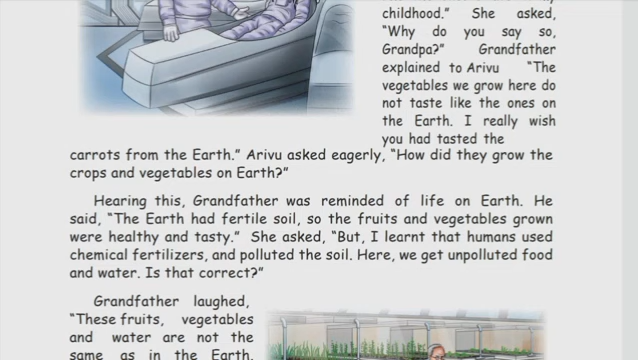 childhood." She asked,
"Why do you say so,
Grandpa?" Grandfather
explained to Arivu "The
vegetables we grow here do
not taste like the ones on
the Earth. I really wish
you had tasted the
carrots from the Earth." Arivu asked eagerly, "How did they grow the
crops and vegetables on Earth?"
Hearing this, Grandfather was reminded of life on Earth. He
said, "The Earth had fertile soil, so the fruits and vegetables grown
were healthy and tasty." She asked, "But, I learnt that humans used
chemical fertilizers, and polluted the soil. Here, we get unpolluted food
and water. Is that correct?"
Grandfather laughed,
"These fruits, vegetables
and water are not the
same as in the Earth.